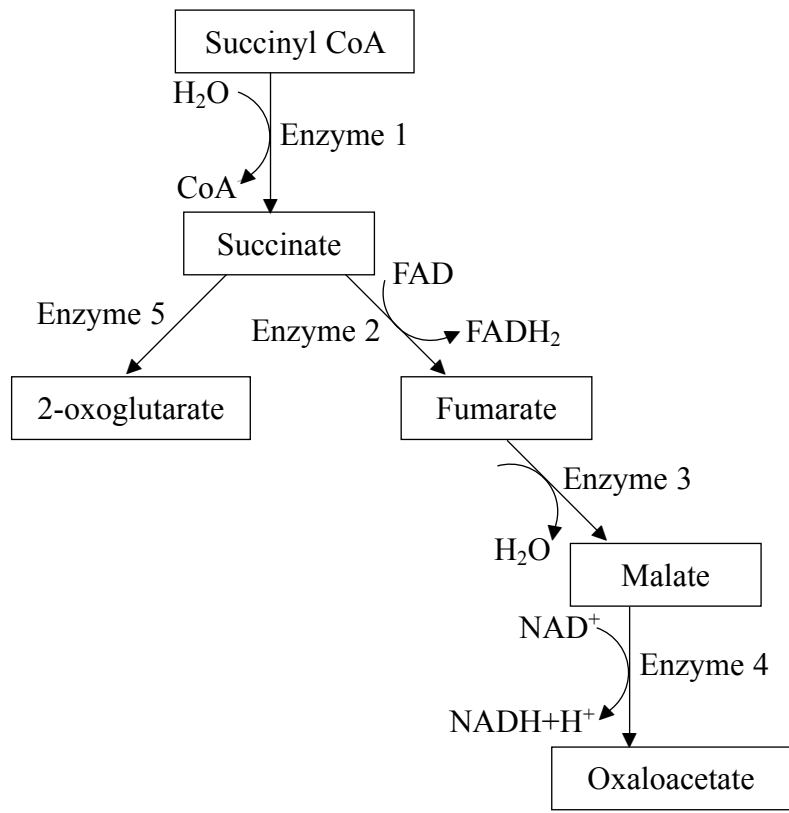 Succinyl CoA
H₂O
Enzyme 1
CoA
Succinate
FAD
Enzyme 5
Enzyme 2
FADH₂
2-oxoglutarate
Fumarate
Enzyme 3
H₂O
Malate
NAD⁺
Enzyme 4
NADH+H⁺
Oxaloacetate